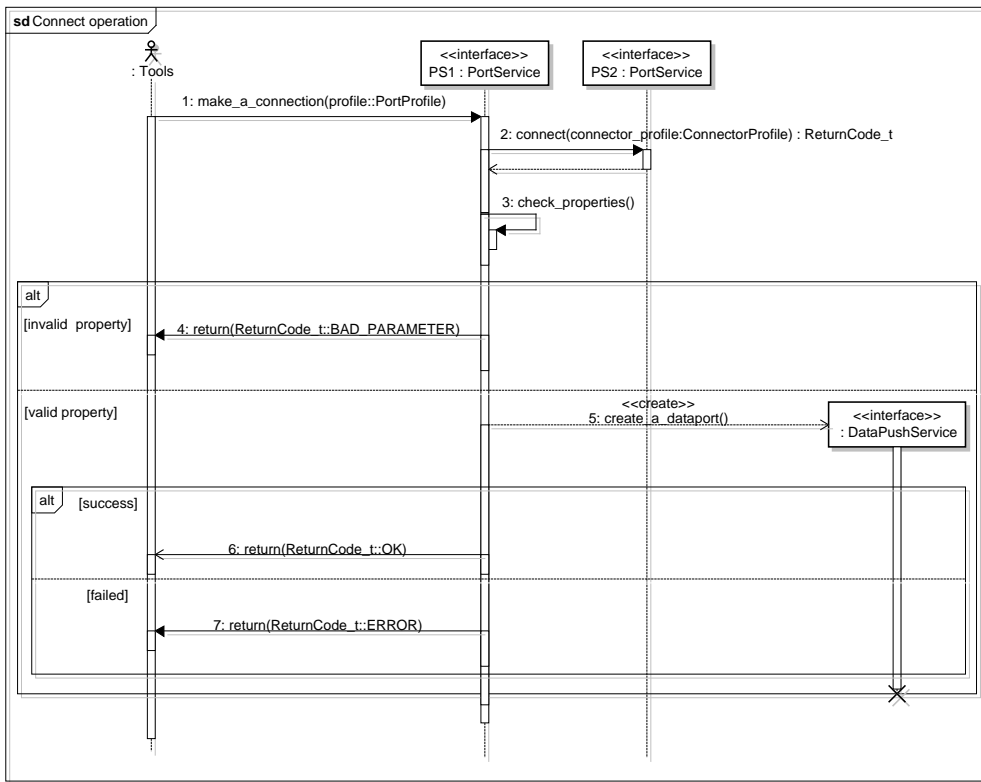 sd Connect operation
: Tools
<<interface>>
PS1 : PortService
<<interface>>
PS2 : PortService
1: make_a_connection(profile::PortProfile)
2: connect(connector_profile:ConnectorProfile) : ReturnCode_t
3: check_properties()
alt
[invalid property]
4: return(ReturnCode_t::BAD_PARAMETER)
[valid property]
<<create>>
5: create_a_dataport()
<<interface>>
: DataPushService
alt
[success]
6: return(ReturnCode_t::OK)
[failed]
7: return(ReturnCode_t::ERROR)